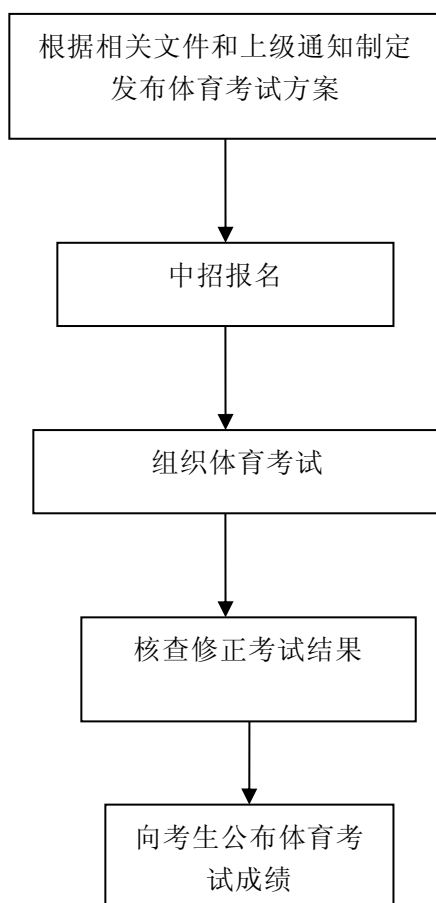 根据相关文件和上级通知制定
发布体育考试方案
中招报名
组织体育考试
核查修正考试结果
向考生公布体育考
试成绩